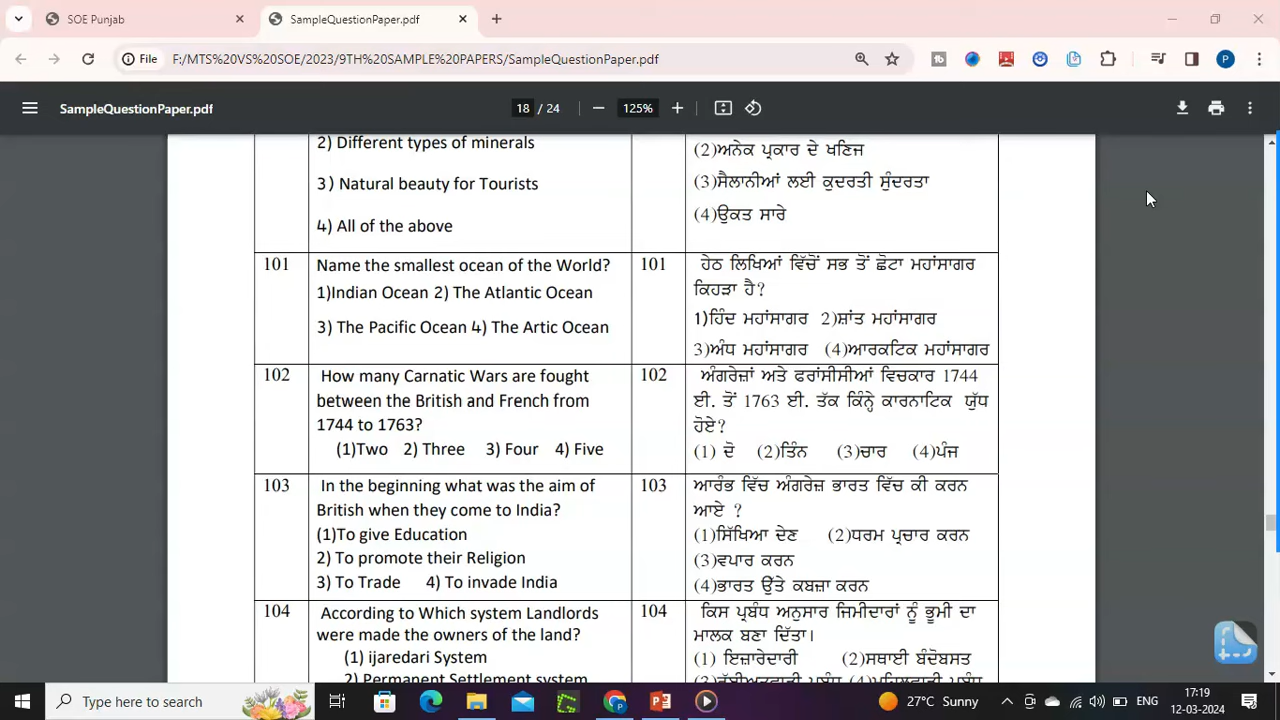 SOE Punjab
SampleQuestionPaper.pdf
File
F:/MTS%20VS%20SOE/2023/9TH%20SAMPLE%20PAPERS/SampleQuestionPaper.pdf
P
SampleQuestionPaper.pdf
18 / 24
125%
2) Different types of minerals
3) Natural beauty for Tourists
4) All of the above
(2)ਅਨੇਕ ਪ੍ਰਕਾਰ ਦੇ ਖਣਿਜ
(3)ਸੈਲਾਨੀਆਂ ਲਈ ਕੁਦਰਤੀ ਸੁੰਦਰਤਾ
(4)ਉਕਤ ਸਾਰੇ
101
Name the smallest ocean of the World?
1)Indian Ocean 2) The Atlantic Ocean
3) The Pacific Ocean 4) The Artic Ocean
101
ਹੇਠ ਲਿਖਿਆਂ ਵਿੱਚੋਂ ਸਭ ਤੋਂ ਛੋਟਾ ਮਹਾਂਸਾਗਰ
ਕਿਹੜਾ ਹੈ?
1)ਹਿੰਦ ਮਹਾਂਸਾਗਰ 2)ਸ਼ਾਂਤ ਮਹਾਂਸਾਗਰ
3)ਅੰਧ ਮਹਾਂਸਾਗਰ (4)ਆਰਕਟਿਕ ਮਹਾਂਸਾਗਰ
102
How many Carnatic Wars are fought
between the British and French from
1744 to 1763?
(1)Two 2) Three 3) Four 4) Five
102
ਅੰਗਰੇਜ਼ਾਂ ਅਤੇ ਫਰਾਂਸੀਸੀਆਂ ਵਿਚਕਾਰ 1744
ਈ. ਤੋਂ 1763 ਈ. ਤੱਕ ਕਿੰਨ੍ਹੇ ਕਾਰਨਾਟਿਕ ਯੁੱਧ
ਹੋਏ?
(1) ਦੋ (2)ਤਿੰਨ (3)ਚਾਰ (4)ਪੰਜ
103
In the beginning what was the aim of
British when they come to India?
(1)To give Education
2) To promote their Religion
3) To Trade 4) To invade India
103
ਆਰੰਭ ਵਿੱਚ ਅੰਗਰੇਜ਼ ਭਾਰਤ ਵਿੱਚ ਕੀ ਕਰਨ
ਆਏ ?
(1)ਸਿੱਖਿਆ ਦੇਣ (2)ਧਰਮ ਪ੍ਰਚਾਰ ਕਰਨ
(3)ਵਪਾਰ ਕਰਨ
(4)ਭਾਰਤ ਉੱਤੇ ਕਬਜ਼ਾ ਕਰਨ
104
According to Which system Landlords
were made the owners of the land?
(1) ijaredari System
2) Permanent Settlement system
104
ਕਿਸ ਪ੍ਰਬੰਧ ਅਨੁਸਾਰ ਜਿਮੀਦਾਰਾਂ ਨੂੰ ਭੂਮੀ ਦਾ
ਮਾਲਕ ਬਣਾ ਦਿੱਤਾ।
(1) ਇਜ਼ਾਰੇਦਾਰੀ (2)ਸਥਾਈ ਬੰਦੋਬਸਤ
Type here to search
27°C Sunny
ENG
17:19
12-03-2024